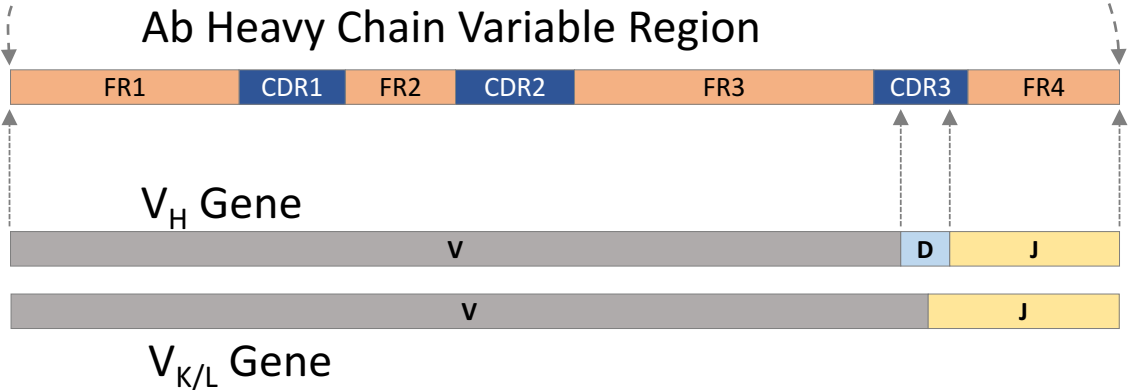 Ab Heavy Chain Variable Region
FR1 CDR1 FR2 CDR2 FR3 CDR3 FR4
VH Gene
V D J
V J
VK/L Gene